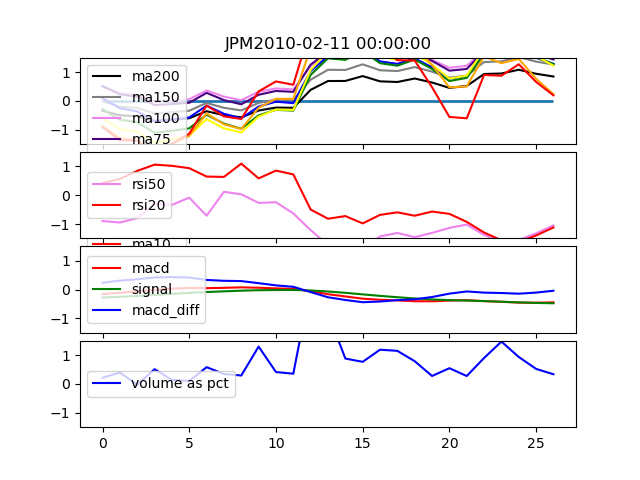 JPM2010-02-11 00:00:00
1
0
−1
ma200
ma150
ma100
ma75
1
0
−1
rsi50
rsi20
ma10
1
0
−1
macd
signal
macd_diff
1
0
−1
volume as pct
0 5 10 15 20 25